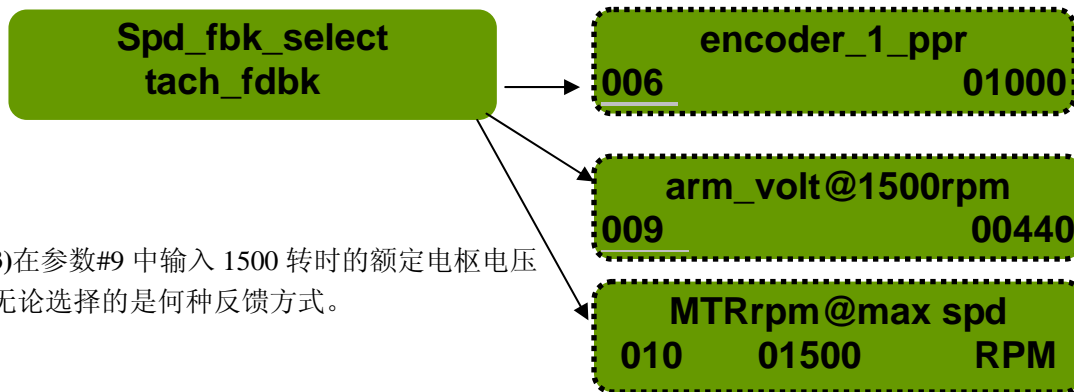 Spd_fbk_select
tach_fdbk
encoder_1_ppr
006 01000
arm_volt@1500rpm
009 00440
3)在参数#9 中输入 1500 转时的额定电枢电压
无论选择的是何种反馈方式。
MTRrpm@max spd
010 01500 RPM